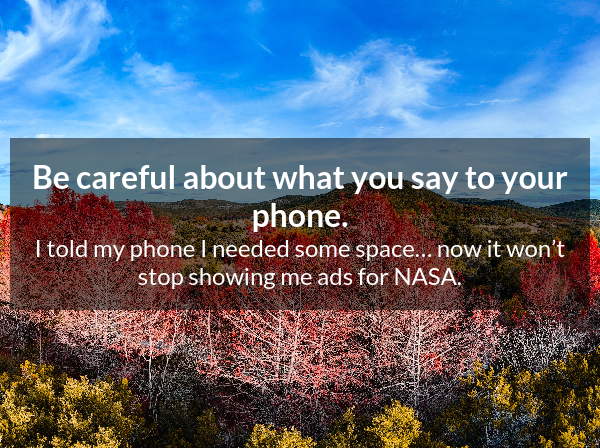 Be careful about what you say to your
phone.
I told my phone I needed some space… now it won’t
stop showing me ads for NASA.